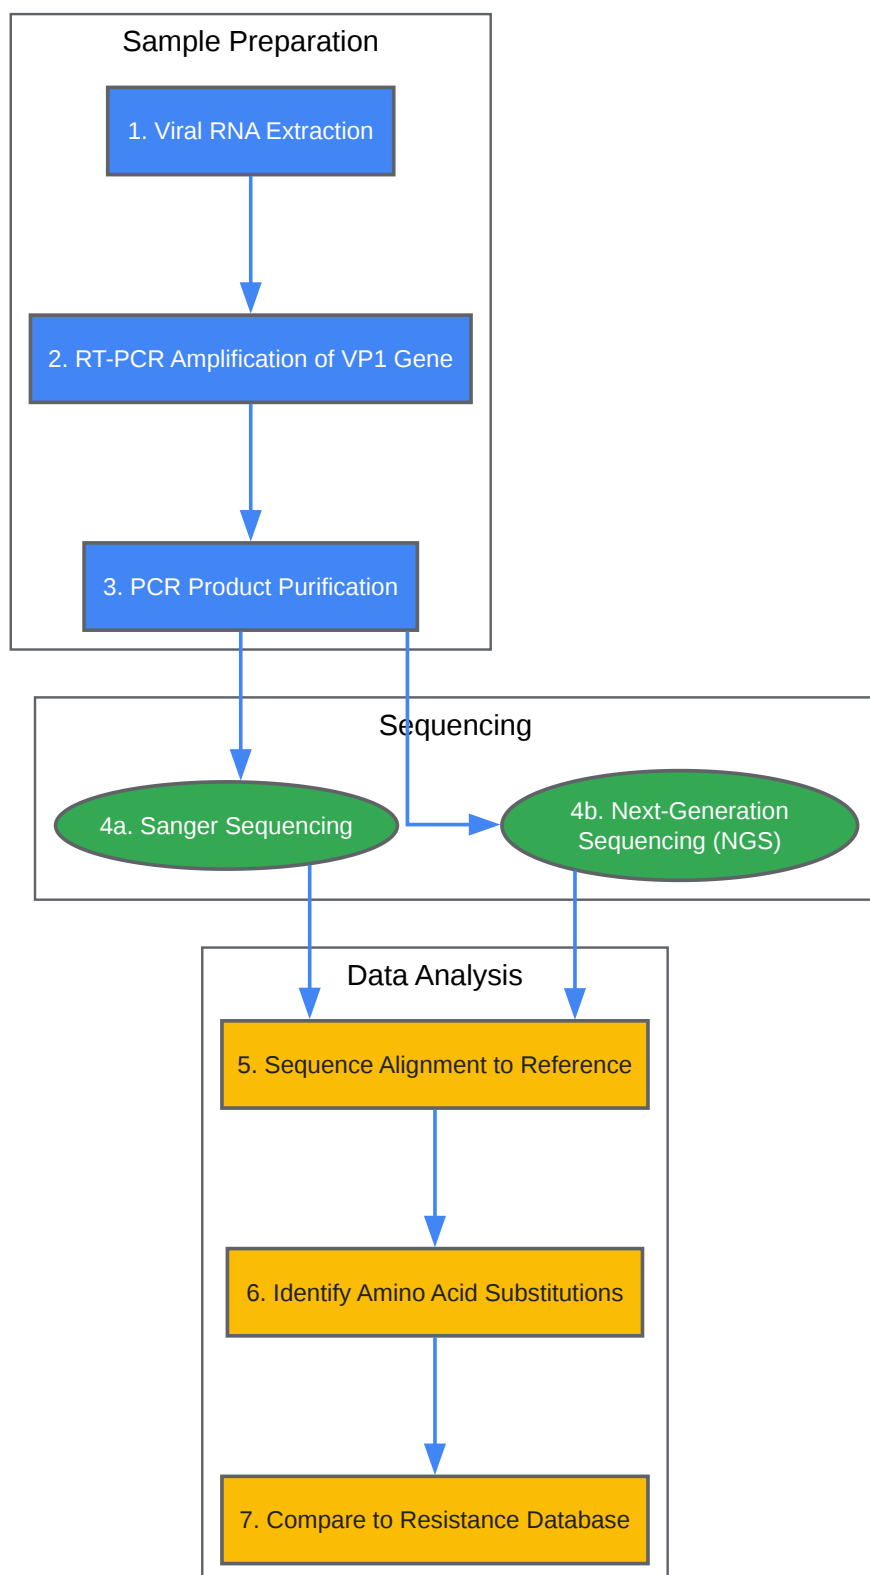 Sample Preparation
1. Viral RNA Extraction
2. RT-PCR Amplification of VP1 Gene
3. PCR Product Purification
Sequencing
4a. Sanger Sequencing
4b. Next-Generation
Sequencing (NGS)
Data Analysis
5. Sequence Alignment to Reference
6. Identify Amino Acid Substitutions
7. Compare to Resistance Database